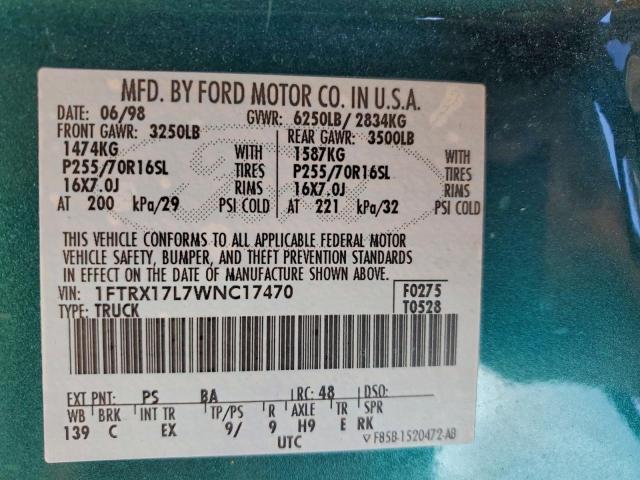 MFD. BY FORD MOTOR CO. IN U.S.A.
DATE: 06/98 GVWR: 6250LB/ 2834KG
FRONT GAWR: 3250LB REAR GAWR: 3500LB
1474KG WITH 1587KG WITH
P255/70R16SL TIRES P255/70R16SL TIRES
16X7.0J RIMS 16X7.0J RIMS
AT 200 kPa/29 PSI COLD AT 221 kPa/32 PSI COLD
THIS VEHICLE CONFORMS TO ALL APPLICABLE FEDERAL MOTOR
VEHICLE SAFETY, BUMPER, AND THEFT PREVENTION STANDARDS
IN EFFECT ON THE DATE OF MANUFACTURE SHOWN ABOVE.
VIN: 1FTRX17L7WNC17470 F0275
TYPE: TRUCK T0528
EXT PNT: PS BA RC: 48 DSO:
WB BRK INT TR TP/PS R AXLE TR SPR
139 C EX 9/ 9 H9 E RK
UTC ▽ F85B-1520472-AB